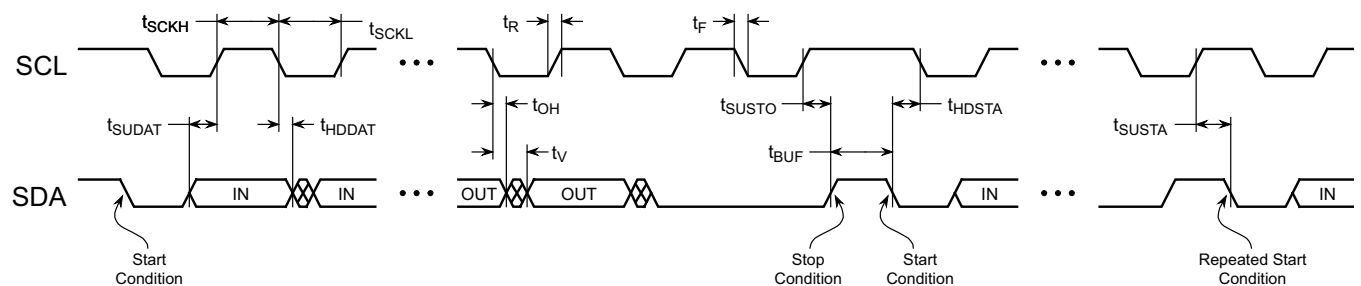 tSCKH
tSCKL
tR
tF
SCL
tSUDAT
tHDDAT
tOH
tV
tSUSTO
tHDSTA
tBUF
tSUSTA
SDA
IN
IN
OUT
OUT
IN
IN
Start
Condition
Stop
Condition
Start
Condition
Repeated Start
Condition